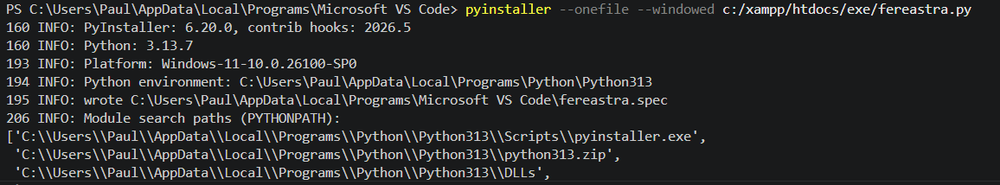 PS C:\Users\Paul\AppData\Local\Programs\Microsoft VS Code> pyinstaller --onefile --windowed c:/xampp/htdocs/exe/fereastra.py
160 INFO: PyInstaller: 6.20.0, contrib hooks: 2026.5
160 INFO: Python: 3.13.7
193 INFO: Platform: Windows-11-10.0.26100-SP0
194 INFO: Python environment: C:\Users\Paul\AppData\Local\Programs\Python\Python313
195 INFO: wrote C:\Users\Paul\AppData\Local\Programs\Microsoft VS Code\fereastra.spec
206 INFO: Module search paths (PYTHONPATH):
['C:\\Users\\Paul\\AppData\\Local\\Programs\\Python\\Python313\\Scripts\\pyinstaller.exe',
 'C:\\Users\\Paul\\AppData\\Local\\Programs\\Python\\Python313\\python313.zip',
 'C:\\Users\\Paul\\AppData\\Local\\Programs\\Python\\Python313\\DLLs',